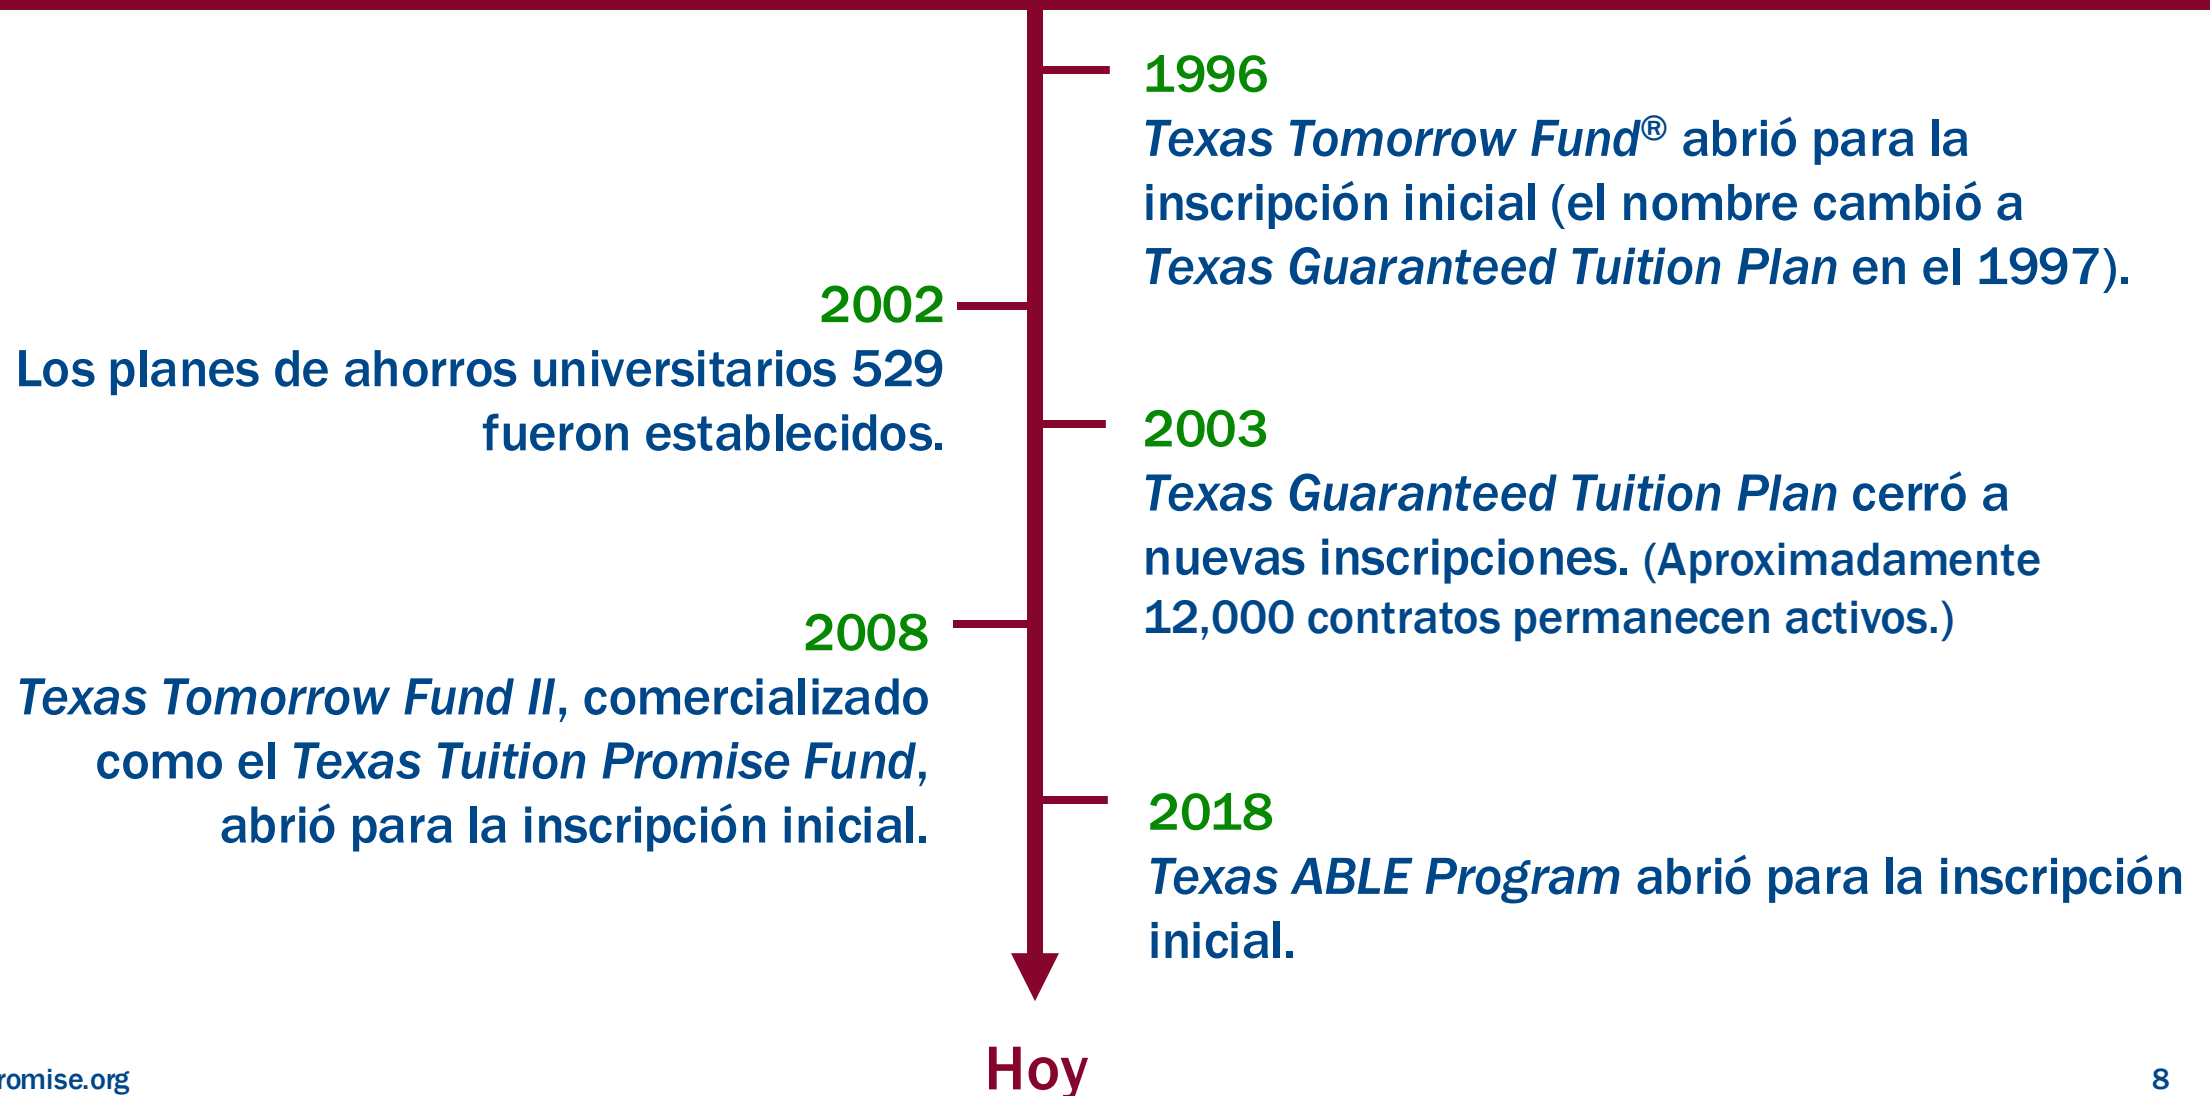 1996
Texas Tomorrow Fund® abrió para la
inscripción inicial (el nombre cambió a
Texas Guaranteed Tuition Plan en el 1997).
2002
Los planes de ahorros universitarios 529
fueron establecidos.
2003
Texas Guaranteed Tuition Plan cerró a
nuevas inscripciones. (Aproximadamente
12,000 contratos permanecen activos.)
2008
Texas Tomorrow Fund II, comercializado
como el Texas Tuition Promise Fund,
abrió para la inscripción inicial.
2018
Texas ABLE Program abrió para la inscripción
inicial.
Hoy
romise.org
8